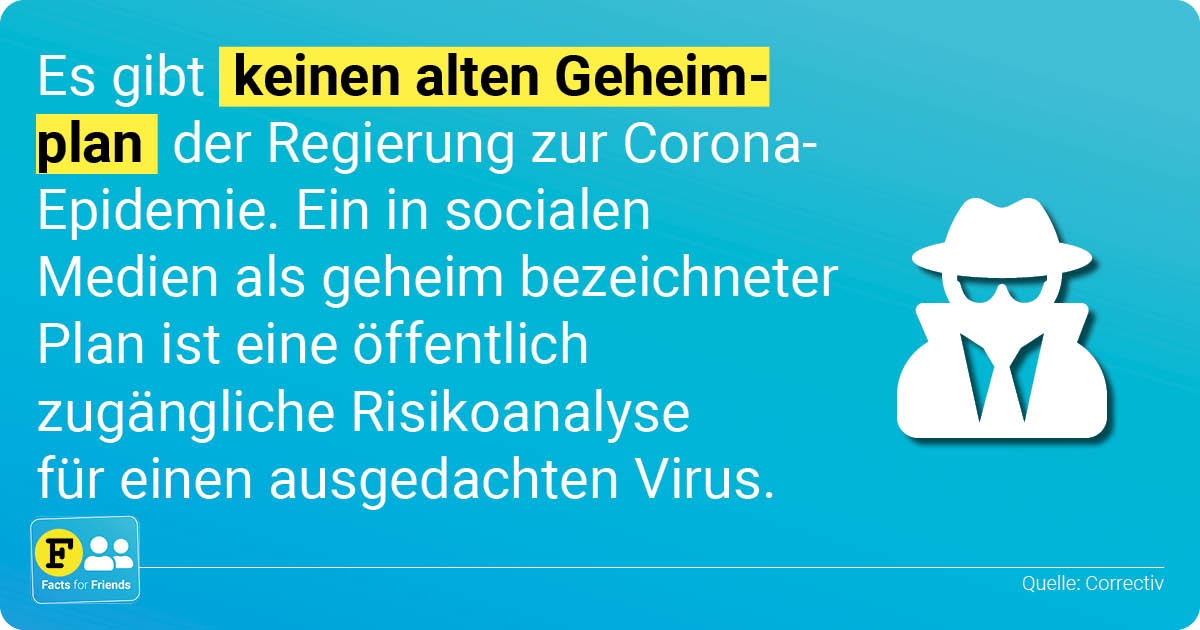 Es gibt keinen alten Geheim-
plan der Regierung zur Corona-
Epidemie. Ein in socialen
Medien als geheim bezeichneter
Plan ist eine öffentlich
zugängliche Risikoanalyse
für einen ausgedachten Virus.
F
Facts for Friends
Quelle: Correctiv